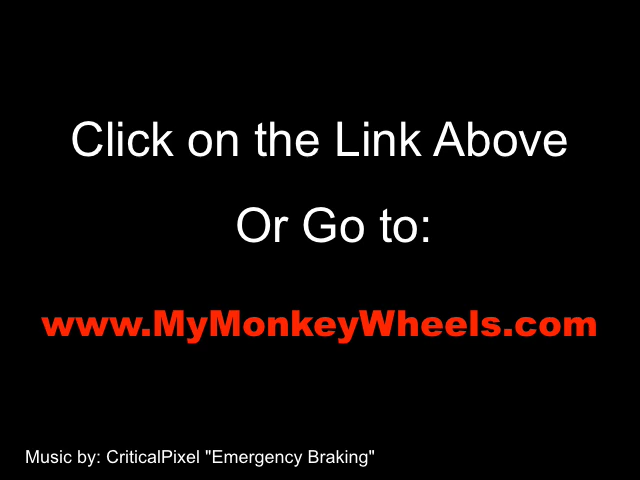 Click on the Link Above
Or Go to:
www.MyMonkeyWheels.com
Music by: CriticalPixel "Emergency Braking"